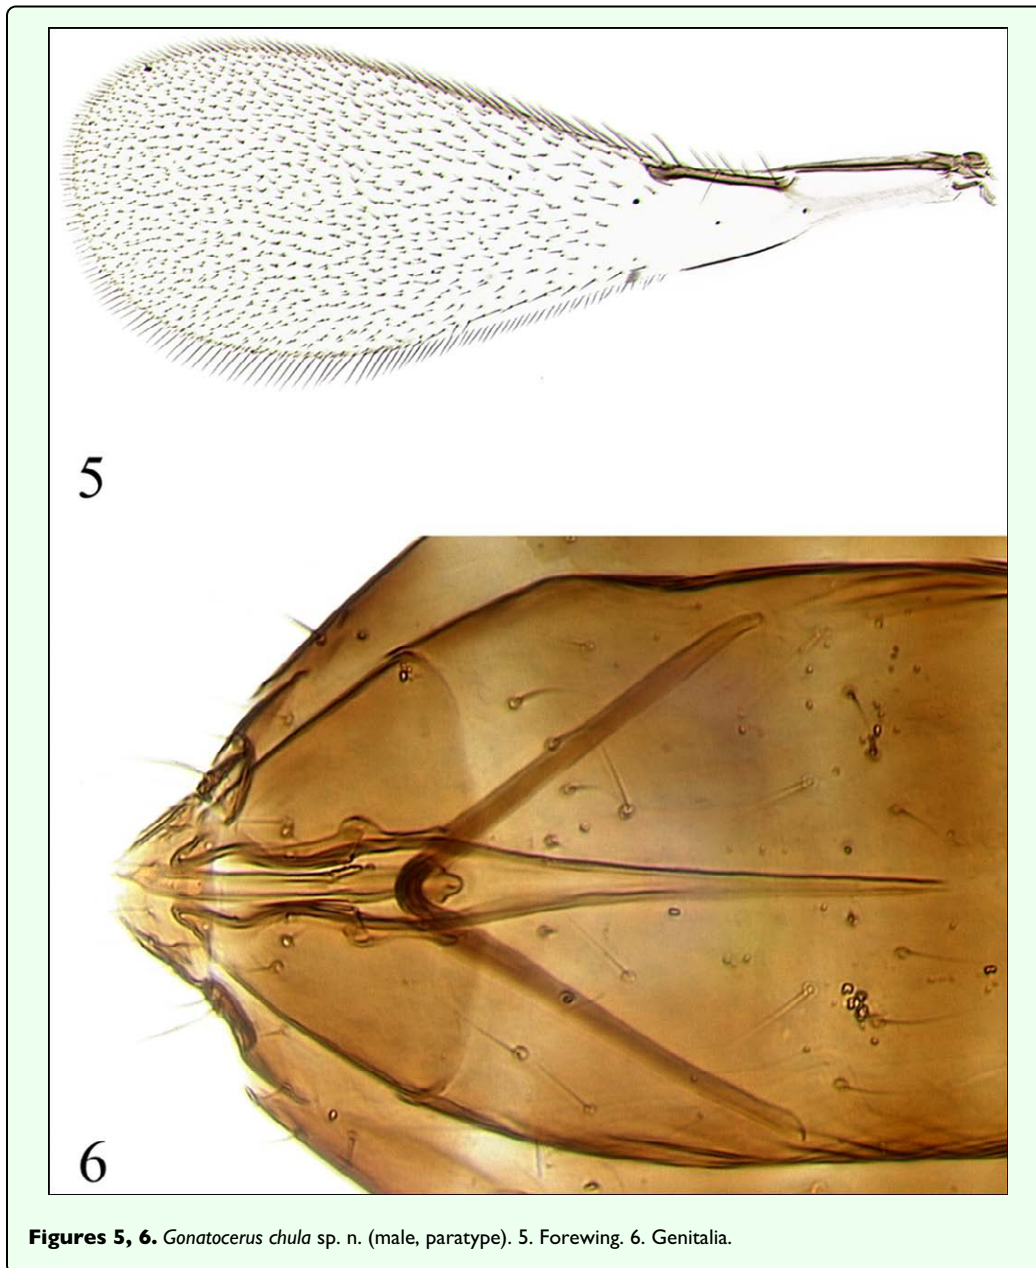 5
6
Figures 5, 6. Gonatocerus chula sp. n. (male, paratype). 5. Forewing. 6. Genitalia.